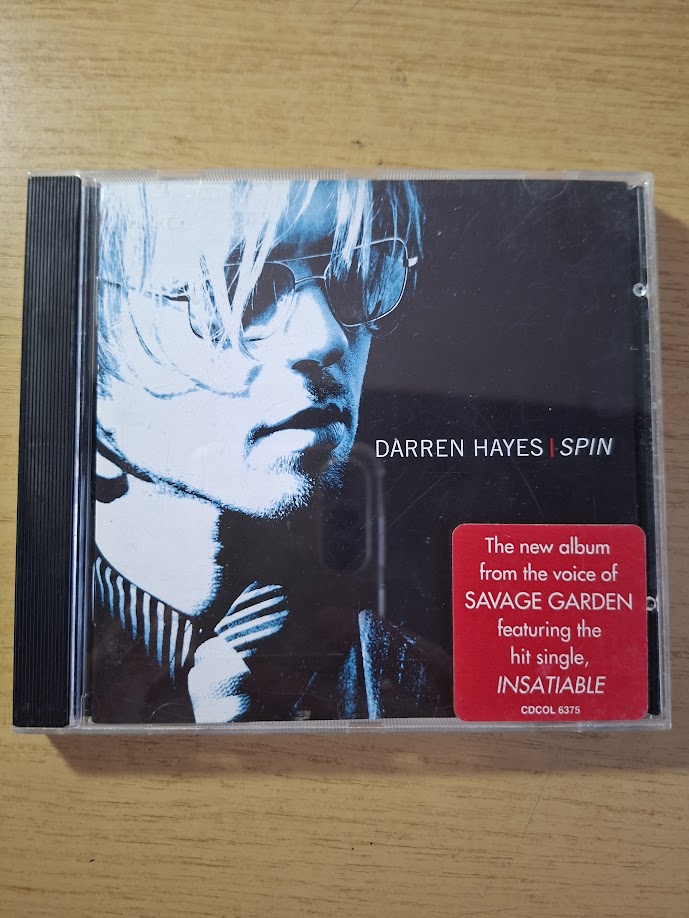 DARREN HAYES | SPIN
The new album
from the voice of
SAVAGE GARDEN
featuring the
hit single,
INSATIABLE
CDCOL 6375